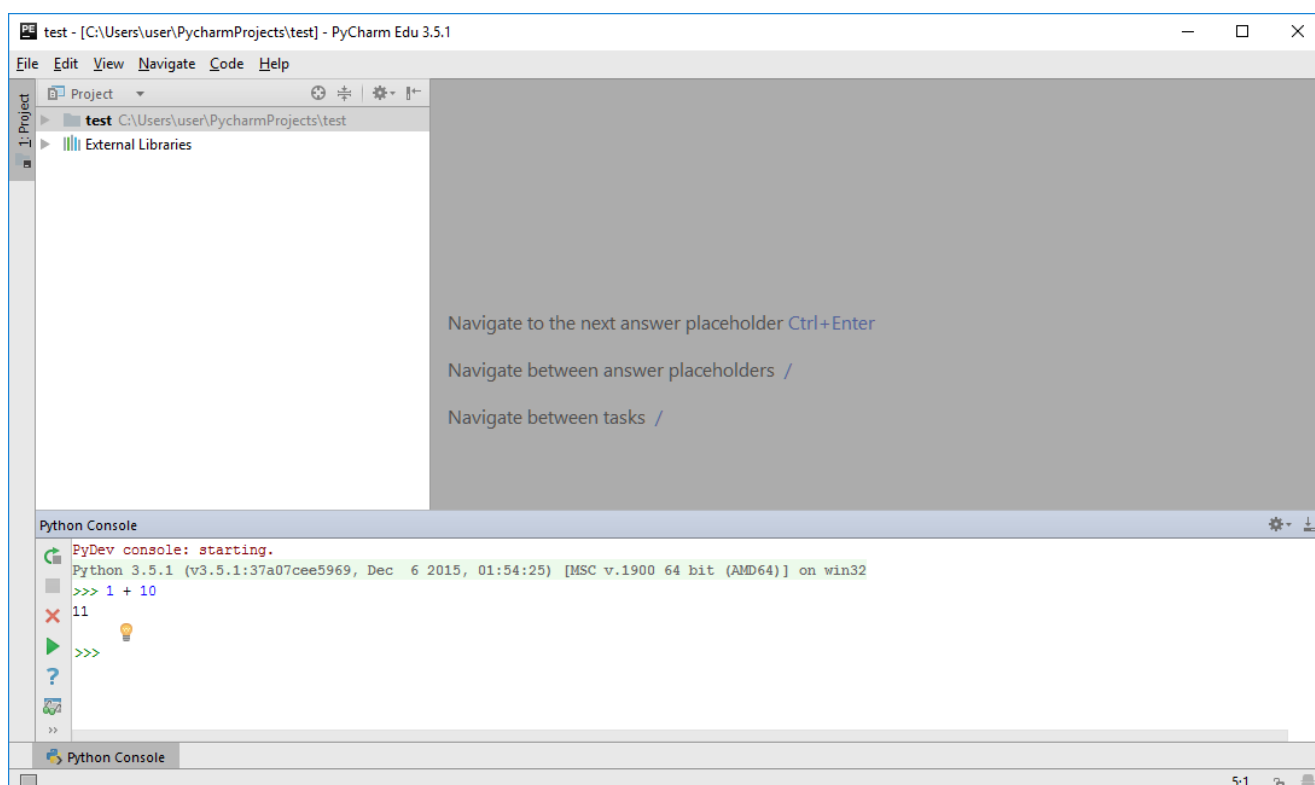 PE test - [C:\Users\user\PycharmProjects\test] - PyCharm Edu 3.5.1
File Edit View Navigate Code Help
1: Project
Project
test C:\Users\user\PycharmProjects\test
External Libraries
Navigate to the next answer placeholder Ctrl+Enter
Navigate between answer placeholders /
Navigate between tasks /
Python Console
PyDev console: starting.
Python 3.5.1 (v3.5.1:37a07cee5969, Dec  6 2015, 01:54:25) [MSC v.1900 64 bit (AMD64)] on win32
>>> 1 + 10
11
>>>
Python Console
5:1